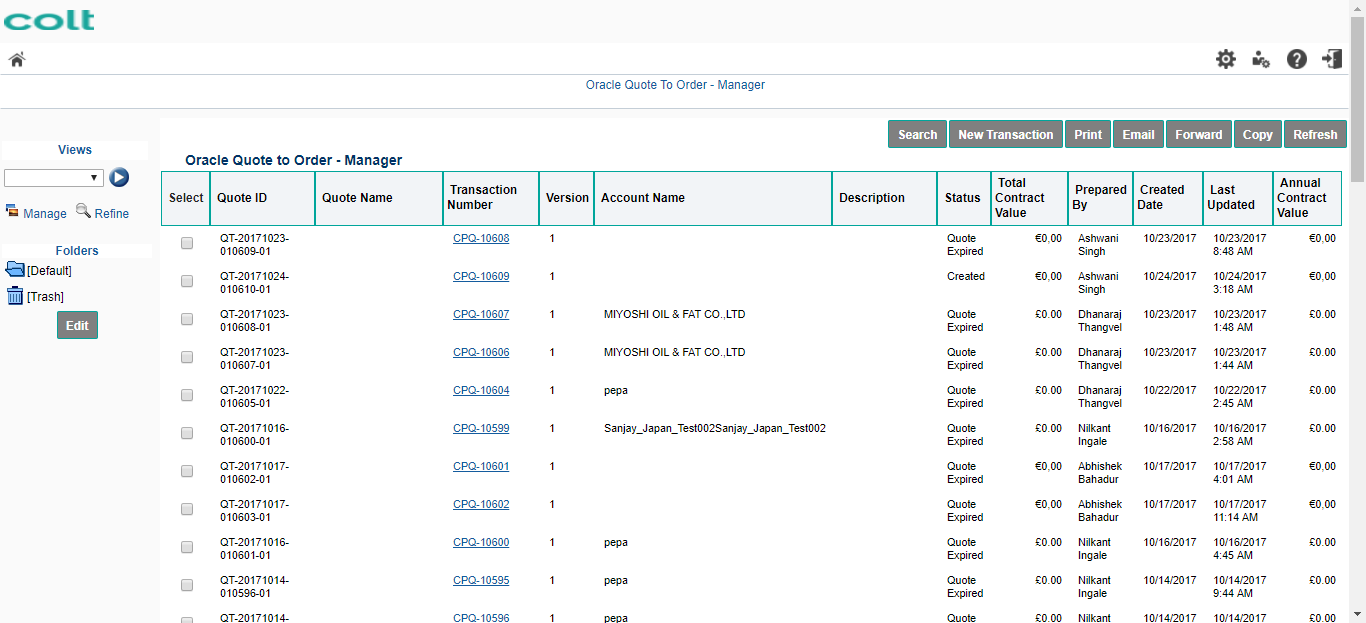 colt
Oracle Quote To Order - Manager
Search New Transaction Print Email Forward Copy Refresh
Views
Manage Refine
Folders
[Default]
[Trash]
Edit
Oracle Quote to Order - Manager
Select Quote ID Quote Name Transaction Number Version Account Name Description Status Total Contract Value Prepared By Created Date Last Updated Annual Contract Value
QT-20171023- CPQ-10608 1 Quote €0,00 Ashwani 10/23/2017 10/23/2017 €0,00
010609-01 Expired Singh 8:48 AM
QT-20171024- CPQ-10609 1 Created €0,00 Ashwani 10/24/2017 10/24/2017 €0,00
010610-01 Singh 3:18 AM
QT-20171023- CPQ-10607 1 MIYOSHI OIL & FAT CO.,LTD Quote £0.00 Dhanaraj 10/23/2017 10/23/2017 £0.00
010608-01 Expired Thangvel 1:48 AM
QT-20171023- CPQ-10606 1 MIYOSHI OIL & FAT CO.,LTD Quote £0.00 Dhanaraj 10/23/2017 10/23/2017 £0.00
010607-01 Expired Thangvel 1:44 AM
QT-20171022- CPQ-10604 1 pepa Quote £0.00 Dhanaraj 10/22/2017 10/22/2017 £0.00
010605-01 Expired Thangvel 2:45 AM
QT-20171016- CPQ-10599 1 Sanjay_Japan_Test002Sanjay_Japan_Test002 Quote £0.00 Nilkant 10/16/2017 10/16/2017 £0.00
010600-01 Expired Ingale 2:58 AM
QT-20171017- CPQ-10601 1 Quote €0,00 Abhishek 10/17/2017 10/17/2017 €0,00
010602-01 Expired Bahadur 4:01 AM
QT-20171017- CPQ-10602 1 Quote €0,00 Abhishek 10/17/2017 10/17/2017 €0,00
010603-01 Expired Bahadur 11:14 AM
QT-20171016- CPQ-10600 1 pepa Quote £0.00 Nilkant 10/16/2017 10/16/2017 £0.00
010601-01 Expired Ingale 4:45 AM
QT-20171014- CPQ-10595 1 pepa Quote £0.00 Nilkant 10/14/2017 10/14/2017 £0.00
010596-01 Expired Ingale 9:44 AM
QT-20171014- CPQ-10596 1 pepa Quote £0.00 Nilkant 10/14/2017 10/14/2017 £0.00